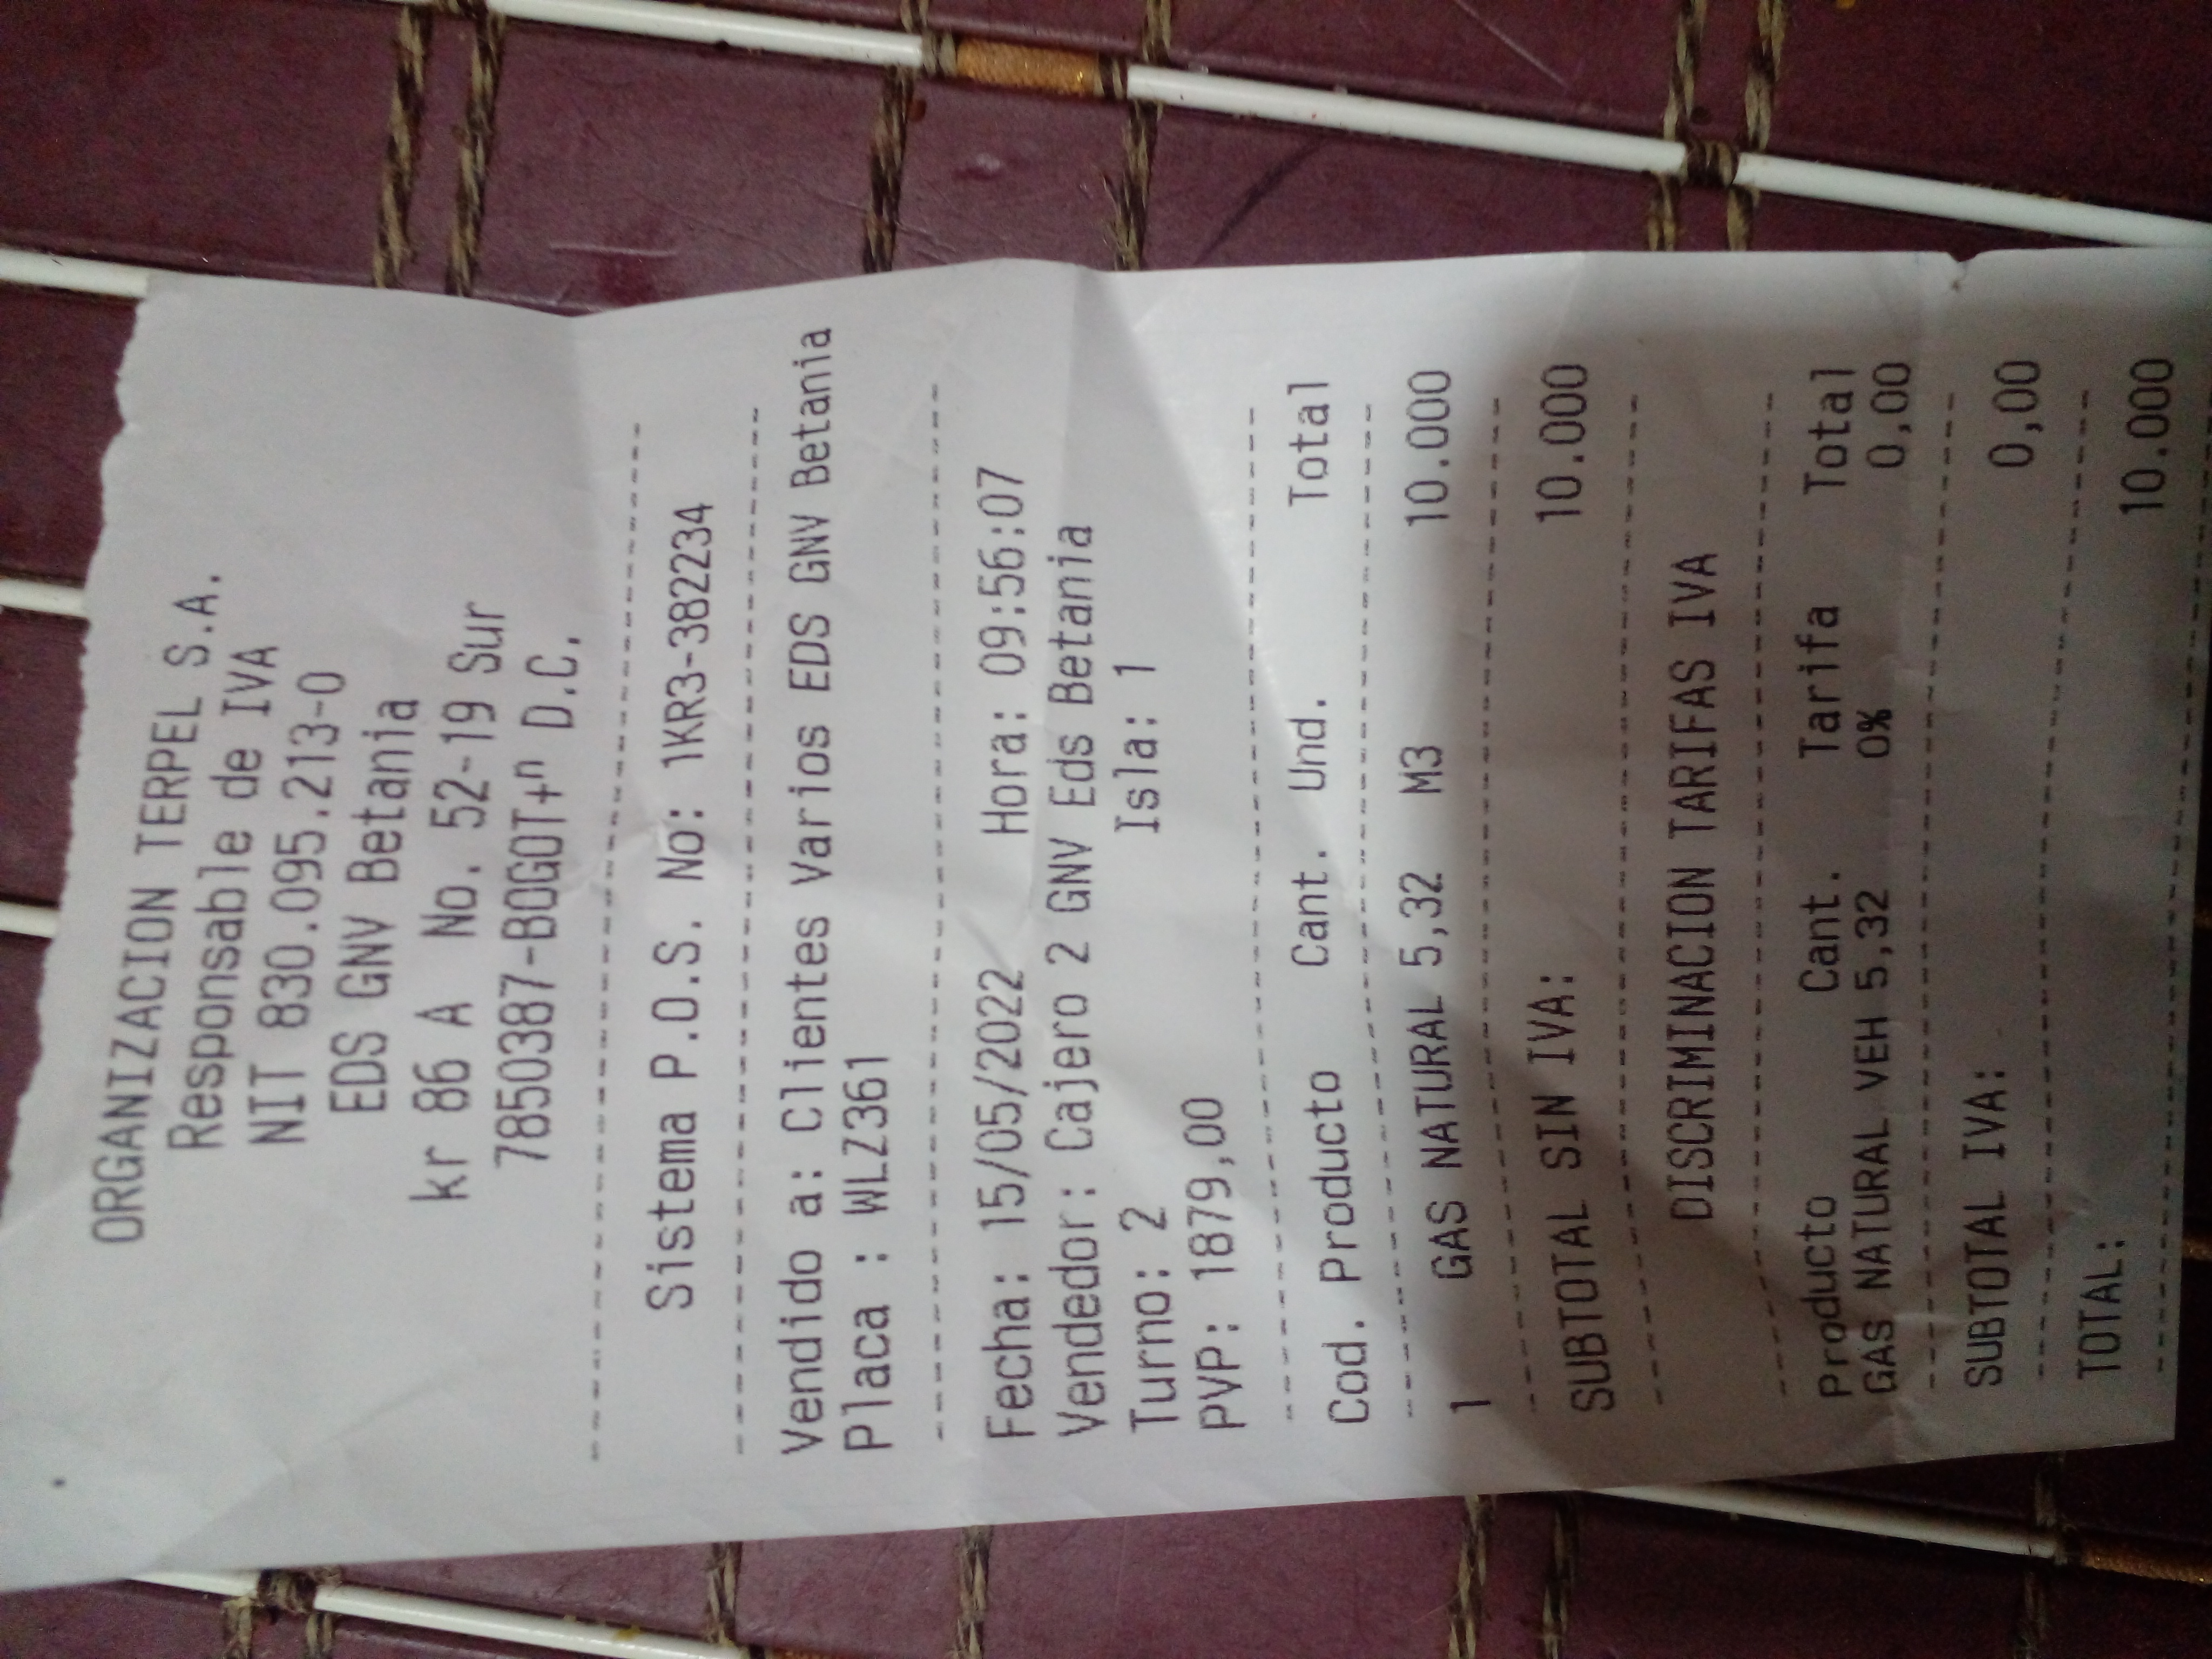 ORGANIZACION TERPEL S.A.
Responsable de IVA
NIT 830.095.213-0
EDS GNV Betania
kr 86 A No. 52-19 Sur
7850387-BOGOT+ⁿ D.C.
Sistema P.O.S. No: 1KR3-382234
Vendido a: Clientes Varios EDS GNV Betania
Placa : WLZ361
Fecha: 15/05/2022 Hora: 09:56:07
Vendedor: Cajero 2 GNV Eds Betania
Turno: 2 Isla: 1
PVP: 1879,00
Cod. Producto Cant. Und. Total
1 GAS NATURAL 5,32 M3 10.000
SUBTOTAL SIN IVA: 10.000
DISCRIMINACION TARIFAS IVA
Producto Cant. Tarifa Total
GAS NATURAL VEH 5,32 0% 0,00
SUBTOTAL IVA: 0,00
TOTAL: 10.000